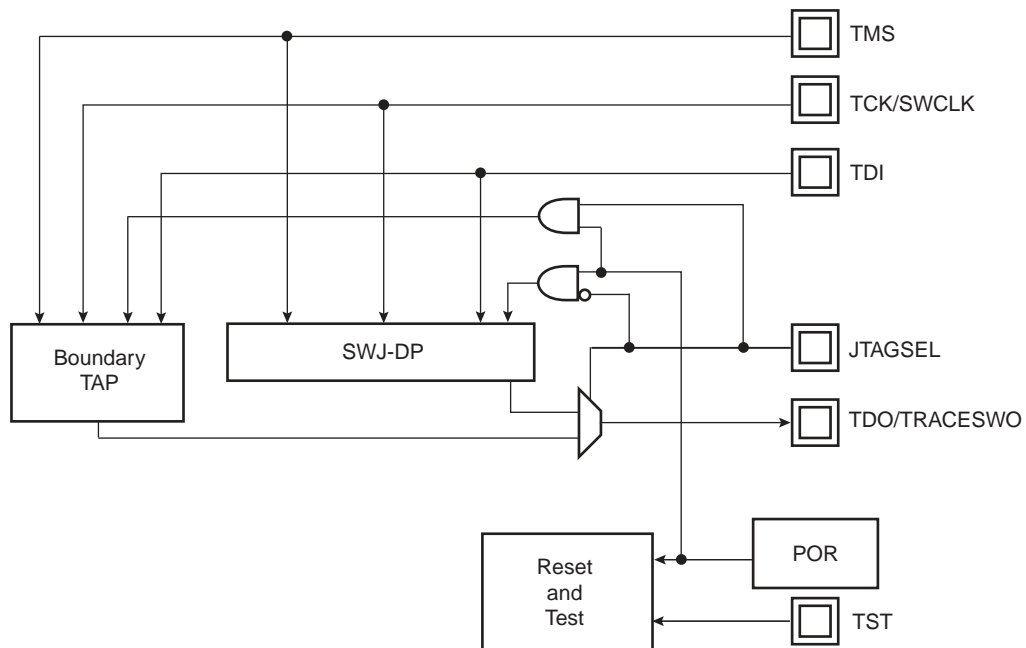 TMS
TCK/SWCLK
TDI
Boundary
TAP
SWJ-DP
JTAGSEL
TDO/TRACESWO
Reset
and
Test
POR
TST